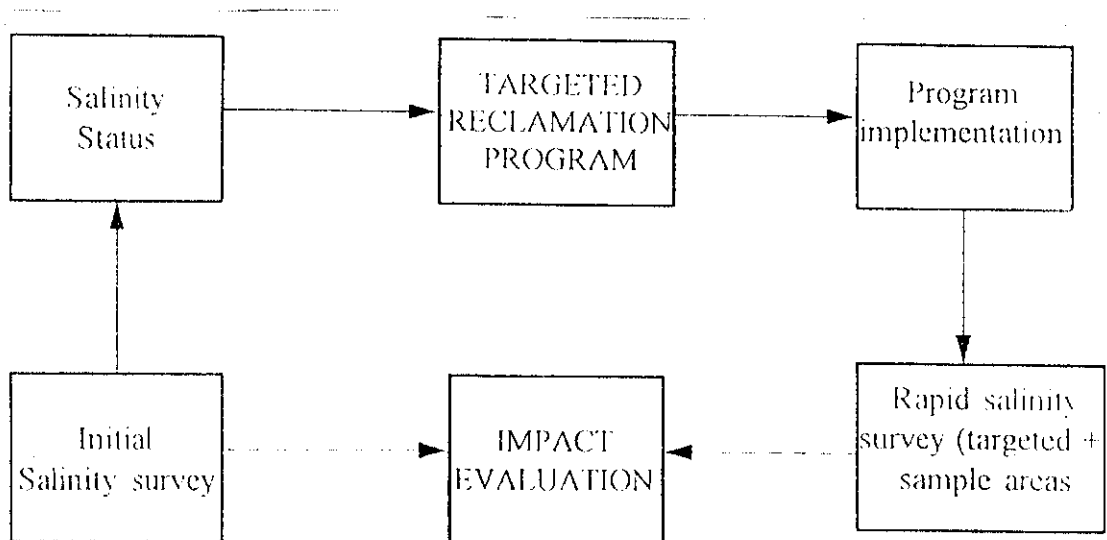 Salinity
Status
TARGETED
RECLAMATION
PROGRAM
Program
implementation
Initial
Salinity survey
IMPACT
EVALUATION
Rapid salinity
survey (targeted +
sample areas